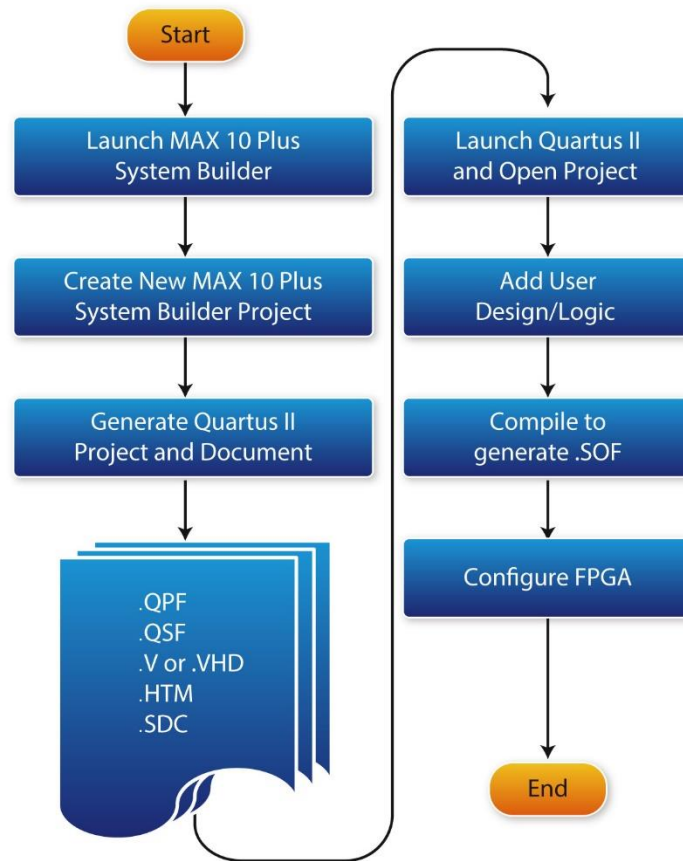 Start
Launch MAX 10 Plus
System Builder
Create New MAX 10 Plus
System Builder Project
Generate Quartus II
Project and Document
.QPF
.QSF
.V or .VHD
.HTM
.SDC
Launch Quartus II
and Open Project
Add User
Design/Logic
Compile to
generate .SOF
Configure FPGA
End